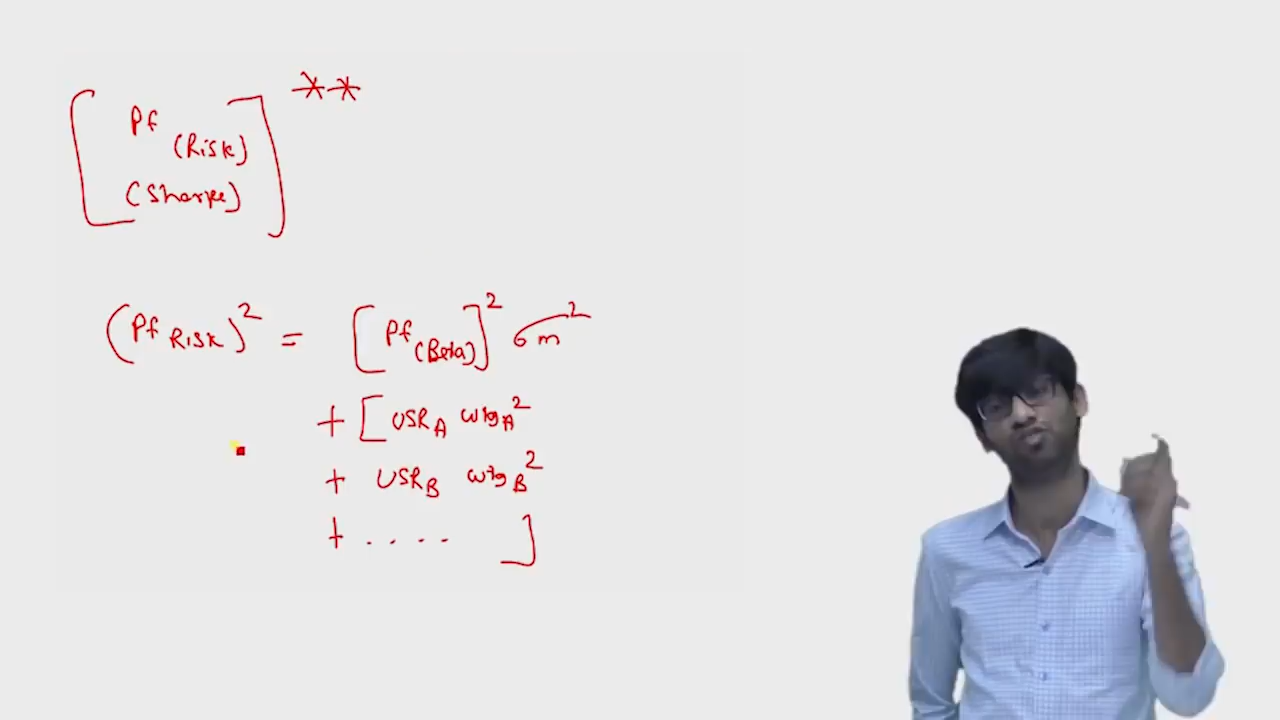 Pf (Risk) **
(Sharpe)
(Pf Risk)² = [Pf (Beta)]² σm²
+ [USR_A wtg_A²
+ USR_B wtg_B²
+ .... ]